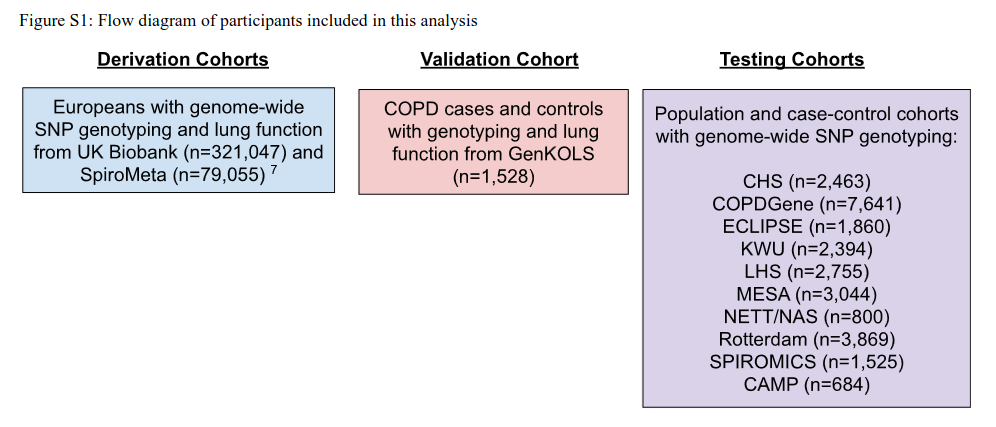 Figure S1: Flow diagram of participants included in this analysis
Derivation Cohorts
Europeans with genome-wide
SNP genotyping and lung function
from UK Biobank (n=321,047) and
SpiroMeta (n=79,055) 7
Validation Cohort
COPD cases and controls
with genotyping and lung
function from GenKOLS
(n=1,528)
Testing Cohorts
Population and case-control cohorts
with genome-wide SNP genotyping:
CHS (n=2,463)
COPDGene (n=7,641)
ECLIPSE (n=1,860)
KWU (n=2,394)
LHS (n=2,755)
MESA (n=3,044)
NETT/NAS (n=800)
Rotterdam (n=3,869)
SPIROMICS (n=1,525)
CAMP (n=684)